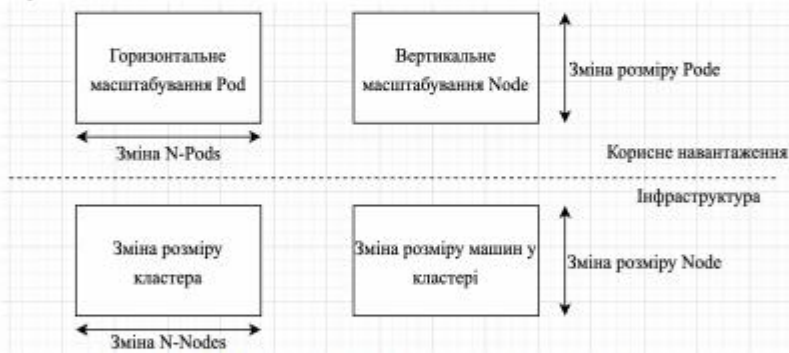 Горизонтальне
масштабування Pod
Вертикальне
масштабування Node
Зміна розміру Pode
Зміна N-Pods
Корисне навантаження
Інфраструктура
Зміна розміру
кластера
Зміна розміру машин у
кластері
Зміна розміру Node
Зміна N-Nodes